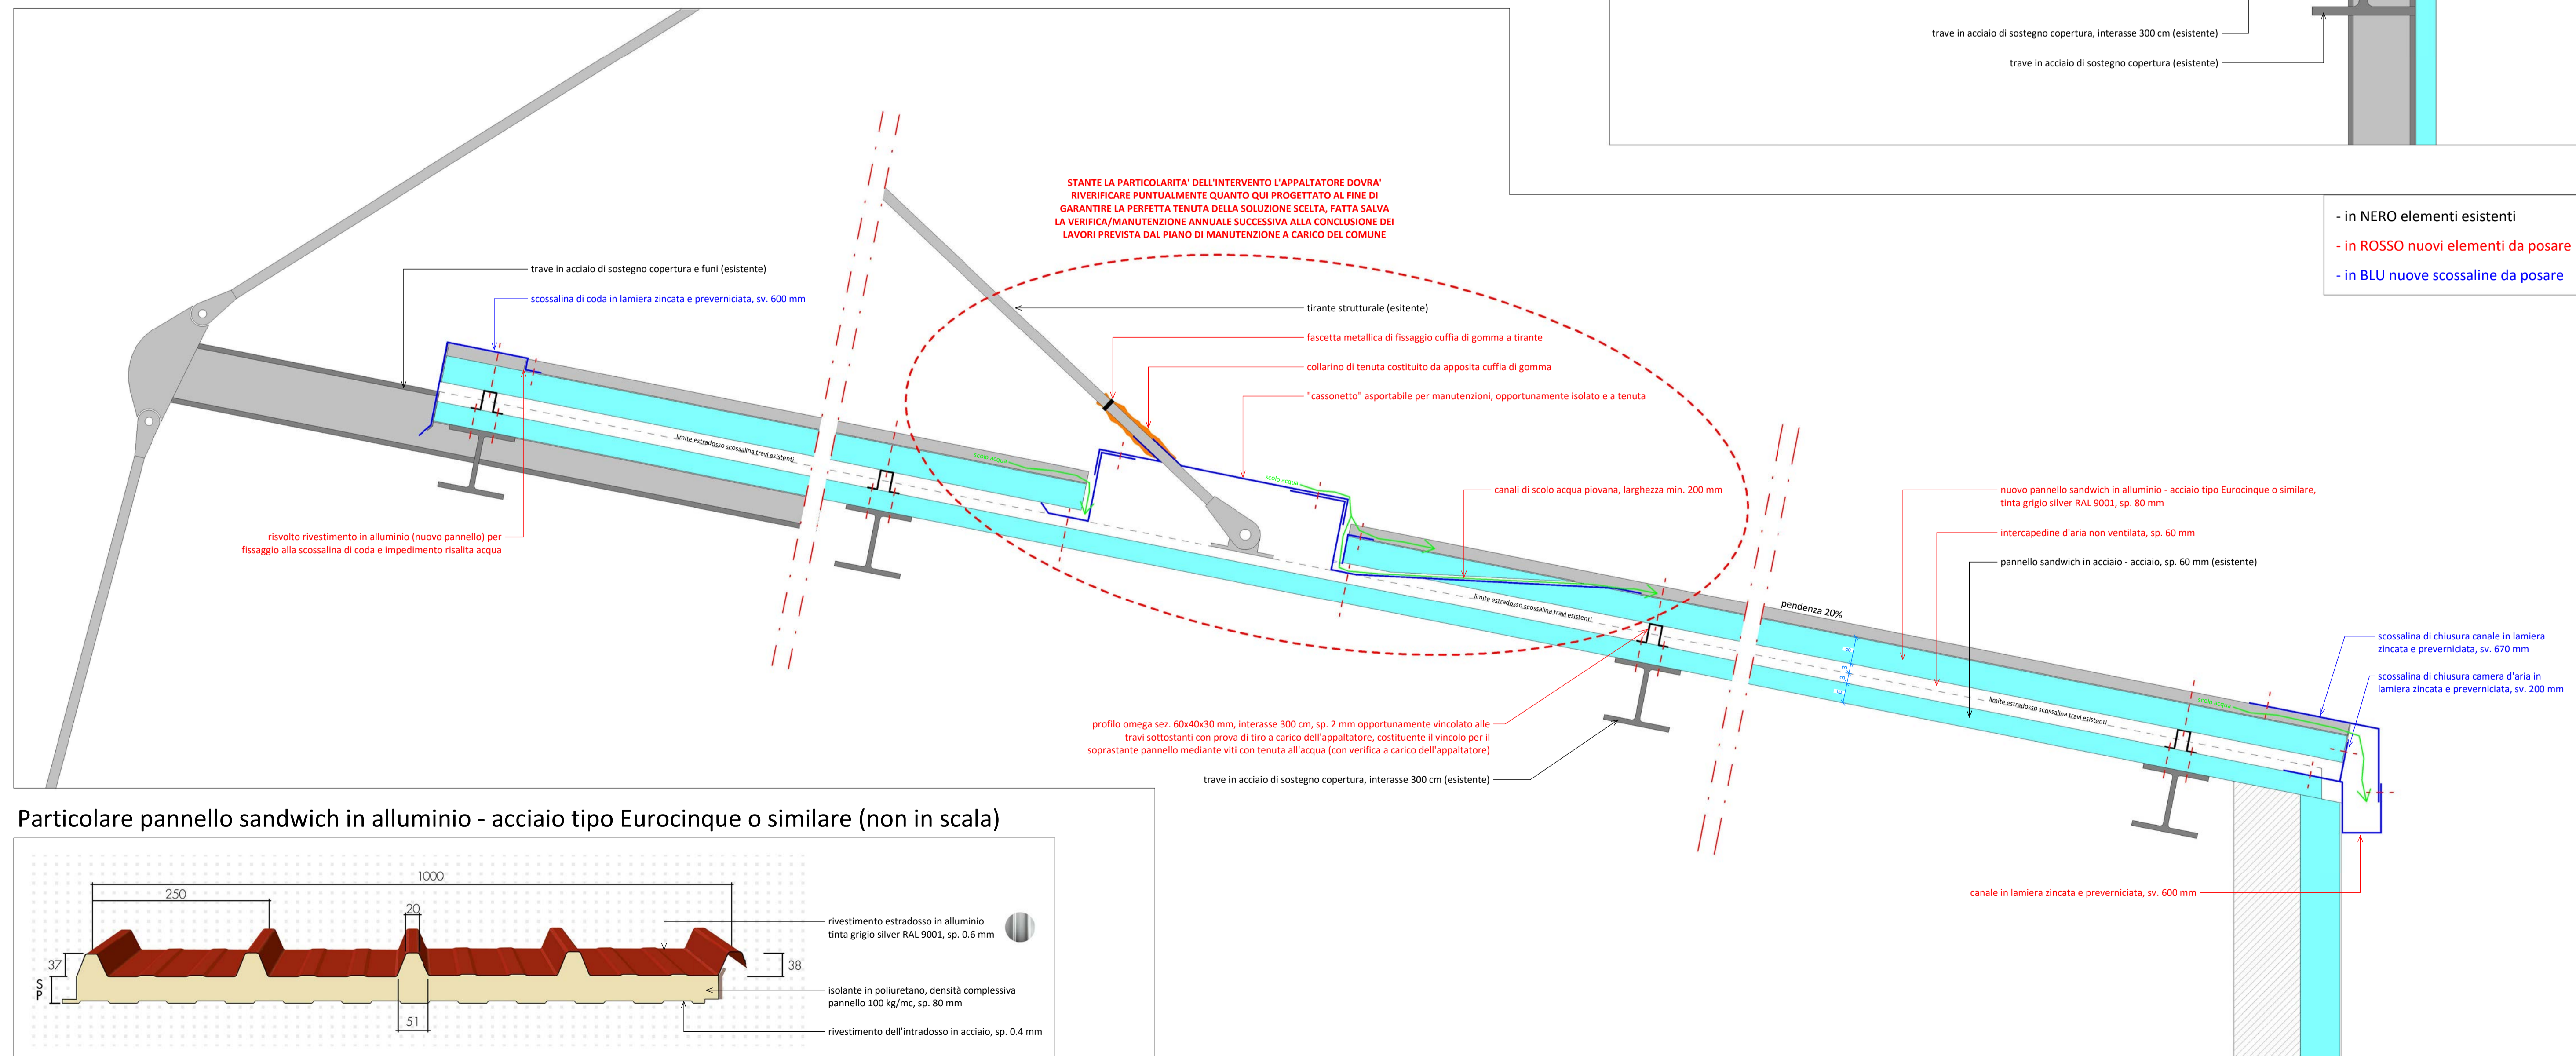 trave in acciaio di sostegno copertura, interasse 300 cm (esistente)
trave in acciaio di sostegno copertura (esistente)
STANTE LA PARTICOLARITA' DELL'INTERVENTO L'APPALTATORE DOVRA'
RIVERIFICARE PUNTUALMENTE QUANTO QUI PROGETTATO AL FINE DI
GARANTIRE LA PERFETTA TENUTA DELLA SOLUZIONE SCELTA, FATTA SALVA
LA VERIFICA/MANUTENZIONE ANNUALE SUCCESSIVA ALLA CONCLUSIONE DEI
LAVORI PREVISTA DAL PIANO DI MANUTENZIONE A CARICO DEL COMUNE
- in NERO elementi esistenti
- in ROSSO nuovi elementi da posare
- in BLU nuove scossaline da posare
trave in acciaio di sostegno copertura e funi (esistente)
scossalina di coda in lamiera zincata e preverniciata, sv. 600 mm
tirante strutturale (esitente)
fascetta metallica di fissaggio cuffia di gomma a tirante
collarino di tenuta costituito da apposita cuffia di gomma
"cassonetto" asportabile per manutenzioni, opportunamente isolato e a tenuta
limite estradosso scossalina travi esistenti
scolo acqua
scolo acqua
canali di scolo acqua piovana, larghezza min. 200 mm
nuovo pannello sandwich in alluminio - acciaio tipo Eurocinque o similare,
tinta grigio silver RAL 9001, sp. 80 mm
intercapedine d'aria non ventilata, sp. 60 mm
pannello sandwich in acciaio - acciaio, sp. 60 mm (esistente)
risvolto rivestimento in alluminio (nuovo pannello) per
fissaggio alla scossalina di coda e impedimento risalita acqua
limite estradosso scossalina travi esistenti
pendenza 20%
8
3
3
6
scossalina di chiusura canale in lamiera
zincata e preverniciata, sv. 670 mm
scossalina di chiusura camera d'aria in
lamiera zincata e preverniciata, sv. 200 mm
limite estradosso scossalina travi esistenti
scolo acqua
profilo omega sez. 60x40x30 mm, interasse 300 cm, sp. 2 mm opportunamente vincolato alle
travi sottostanti con prova di tiro a carico dell'appaltatore, costituente il vincolo per il
soprastante pannello mediante viti con tenuta all'acqua (con verifica a carico dell'appaltatore)
trave in acciaio di sostegno copertura, interasse 300 cm (esistente)
canale in lamiera zincata e preverniciata, sv. 600 mm
Particolare pannello sandwich in alluminio - acciaio tipo Eurocinque o similare (non in scala)
1000
250
20
37
38
S
P
51
rivestimento estradosso in alluminio
tinta grigio silver RAL 9001, sp. 0.6 mm
isolante in poliuretano, densità complessiva
pannello 100 kg/mc, sp. 80 mm
rivestimento dell'intradosso in acciaio, sp. 0.4 mm